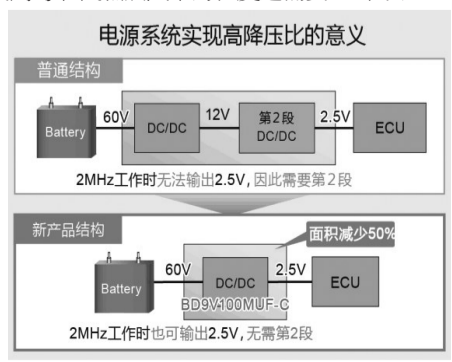 电源系统实现高降压比的意义
普通结构
Battery
60V
DC/DC
12V
第2段
DC/DC
2.5V
ECU
2MHz工作时无法输出2.5V，因此需要第2段
新产品结构
面积减少50%
Battery
60V
DC/DC
2.5V
ECU
BD9V100MUF-C
2MHz工作时也可输出2.5V，无需第2段